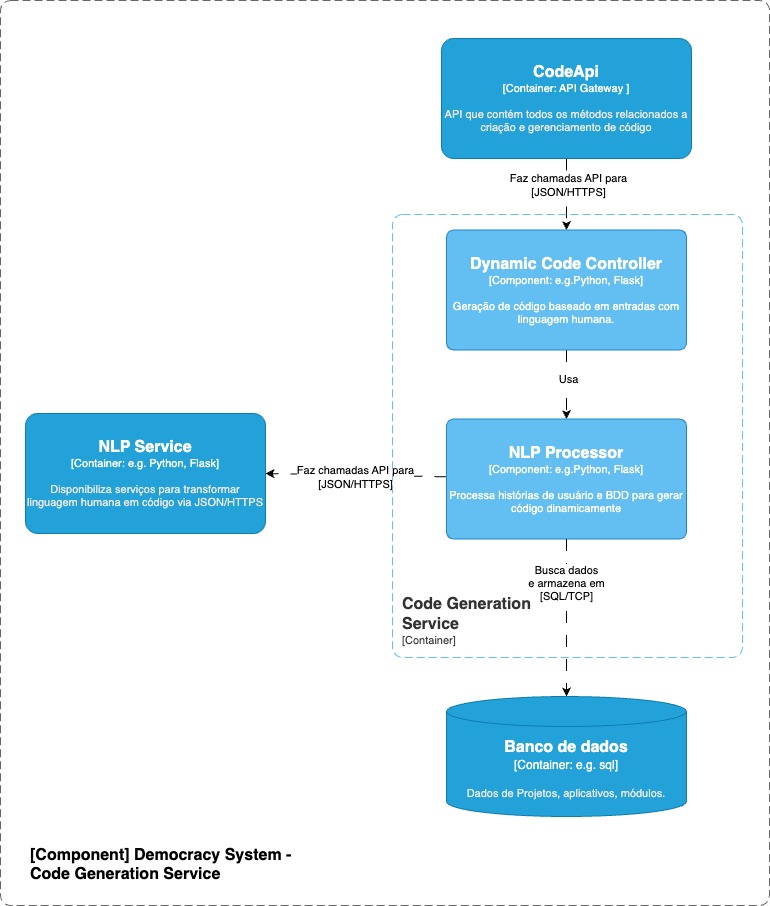 CodeApi
[Container: API Gateway ]
API que contém todos os métodos relacionados a
criação e gerenciamento de código
Faz chamadas API para
[JSON/HTTPS]
Dynamic Code Controller
[Component: e.g.Python, Flask]
Geração de código baseado em entradas com
linguagem humana.
Usa
NLP Service
[Container: e.g. Python, Flask]
Disponibiliza serviços para transformar
linguagem humana em código via JSON/HTTPS
Faz chamadas API para
[JSON/HTTPS]
NLP Processor
[Component: e.g.Python, Flask]
Processa histórias de usuário e BDD para gerar
código dinamicamente
Busca dados
e armazena em
[SQL/TCP]
Code Generation
Service
[Container]
Banco de dados
[Container: e.g. sql]
Dados de Projetos, aplicativos, módulos.
[Component] Democracy System -
Code Generation Service